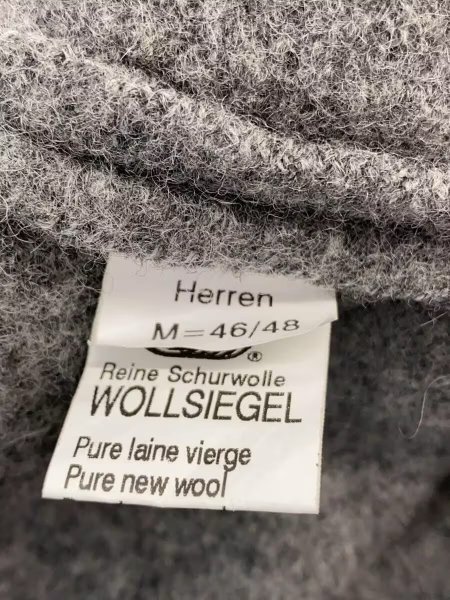 Herren
M=46/48
®
Reine Schurwolle
WOLLSIEGEL
Pure laine vierge
Pure new wool